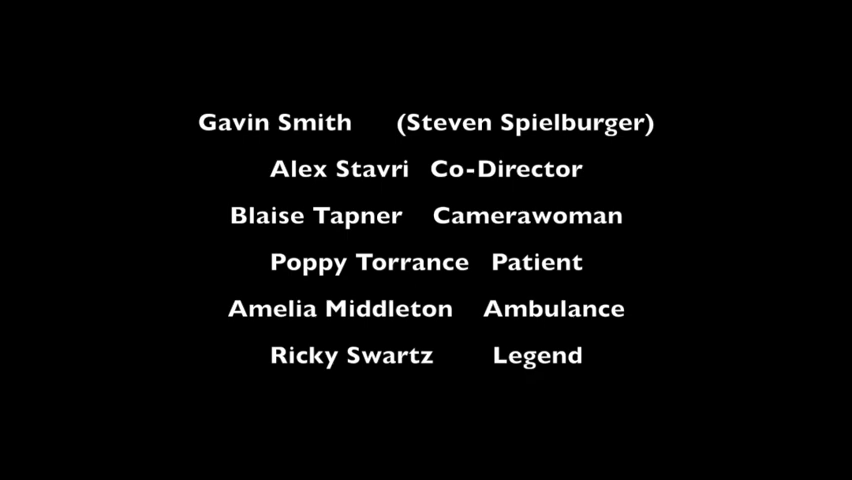 Gavin Smith (Steven Spielburger)
Alex Stavri Co-Director
Blaise Tapner Camerawoman
Poppy Torrance Patient
Amelia Middleton Ambulance
Ricky Swartz Legend